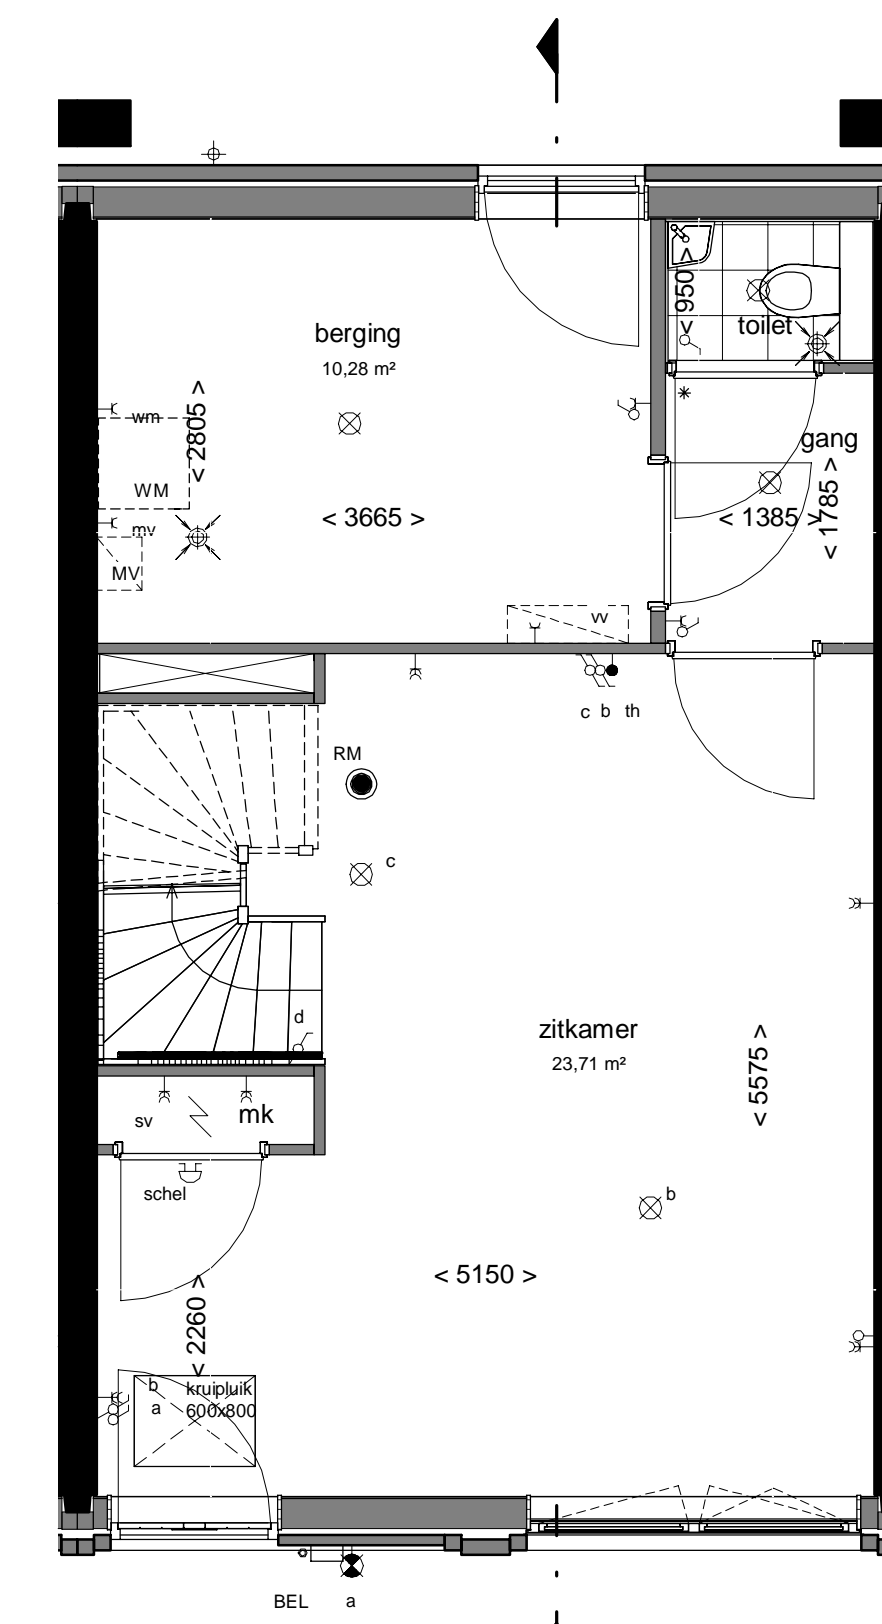 berging
10,28 m²
< 950 >
toilet
wm
< 2805 >
gang
WM
< 3665 >
< 1385 >
< 1785 >
mv
MV
vv
c b th
RM
c
d
zitkamer
23,71 m²
< 5575 >
sv
mk
schel
b
< 5150 >
< 2260 >
b
kruipluik
a
600x800
BEL
a